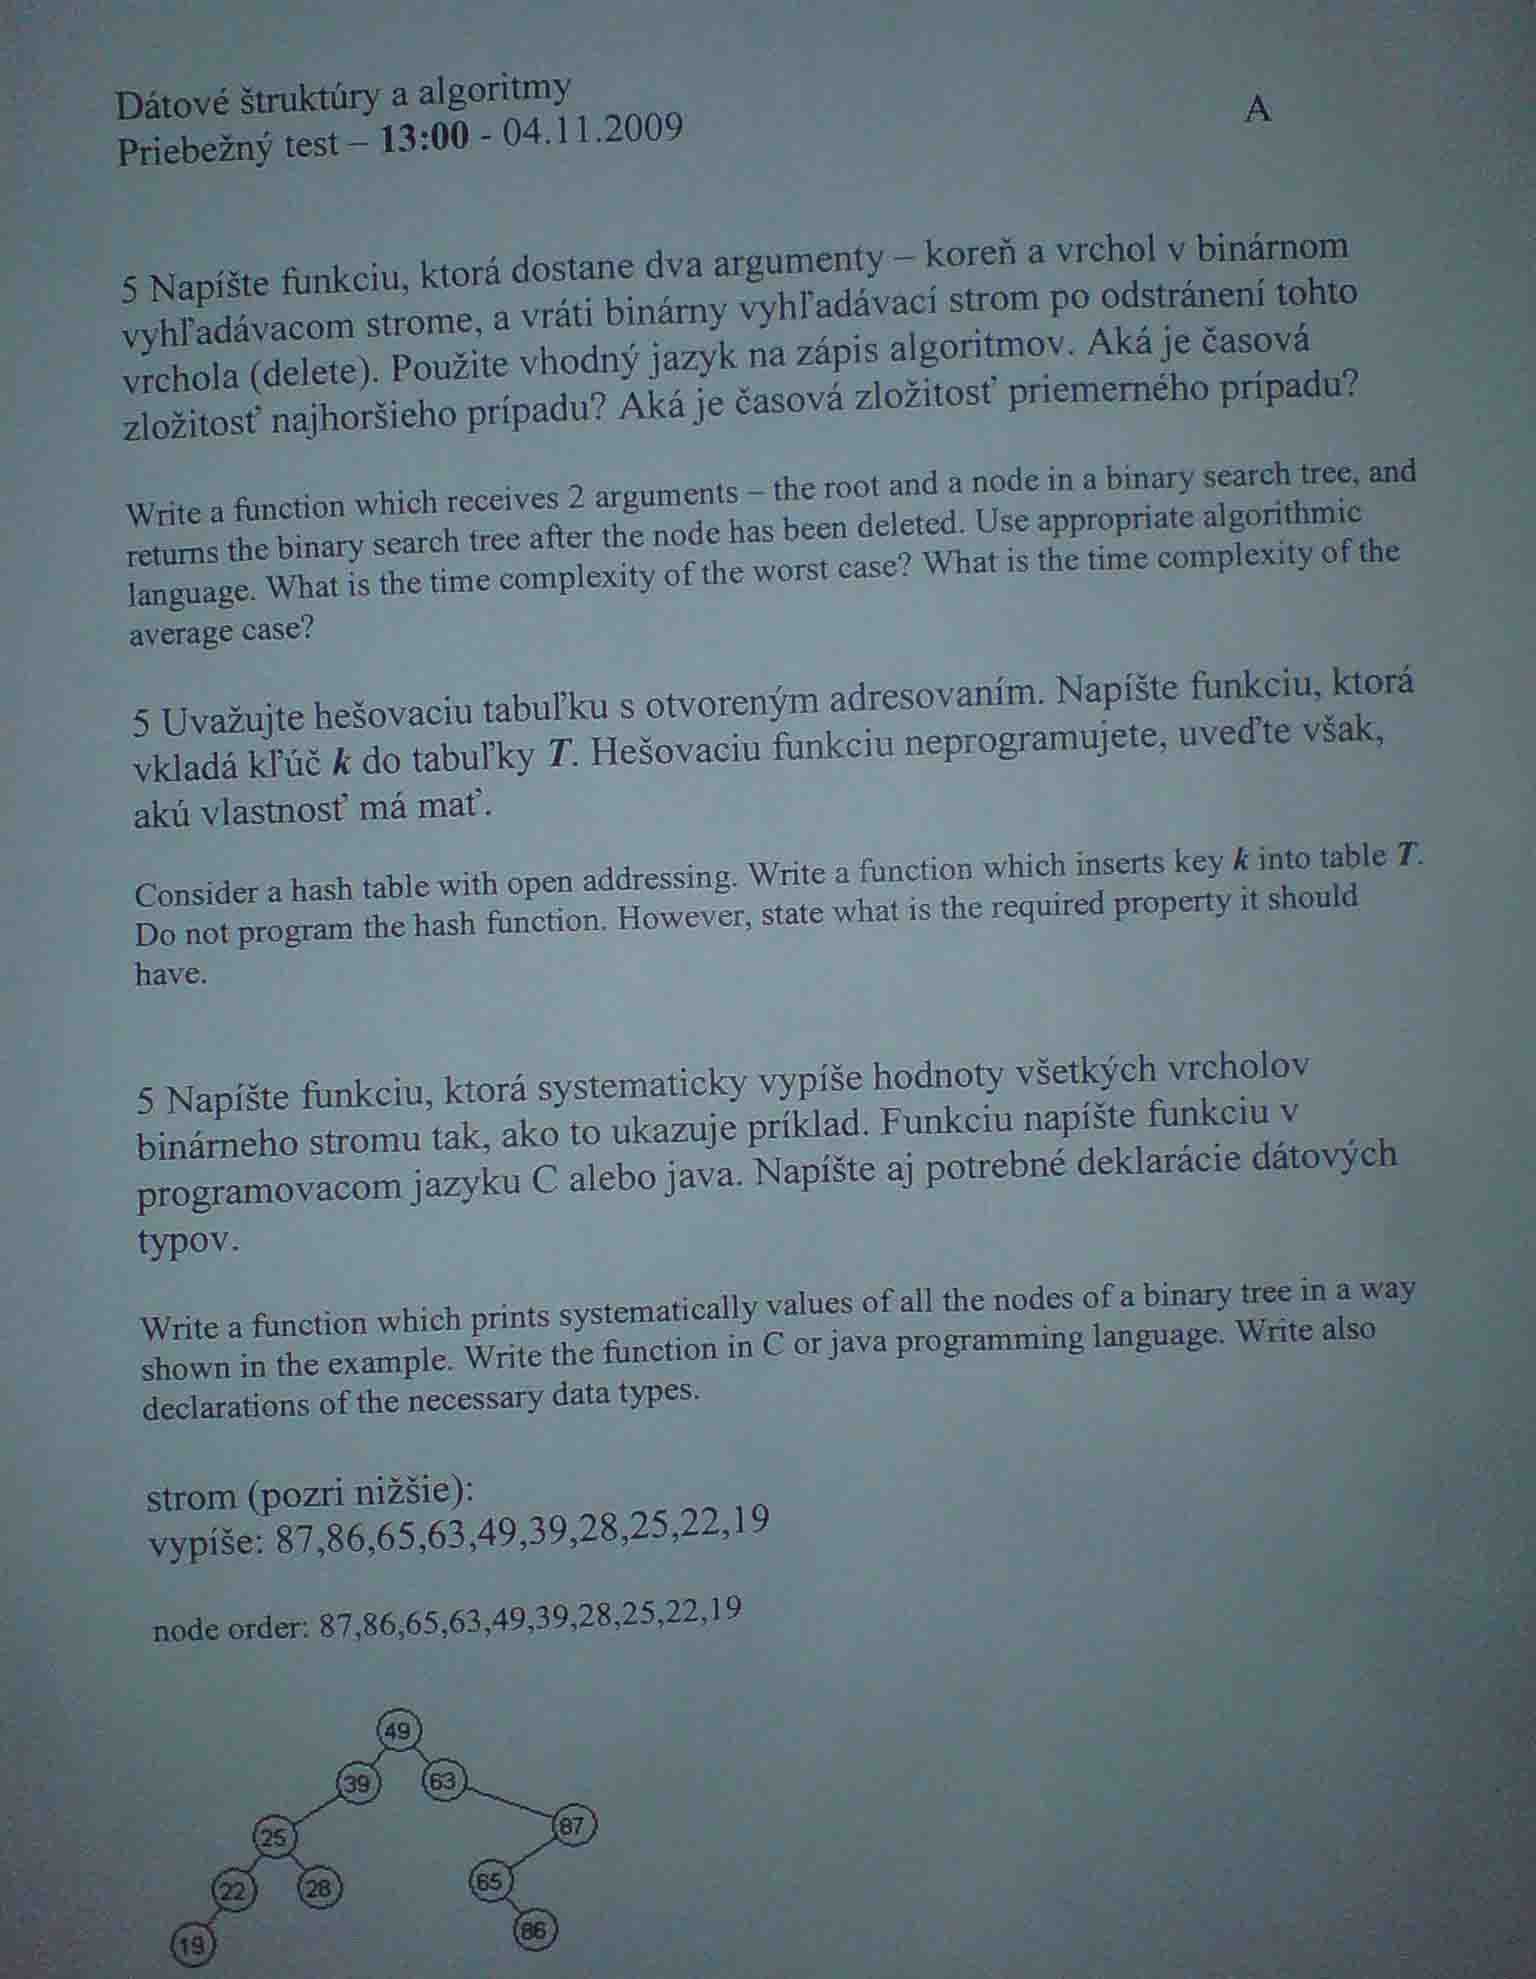 Dátové štruktúry a algoritmy
A
Priebežný test – 13:00 - 04.11.2009
5 Napíšte funkciu, ktorá dostane dva argumenty – koreň a vrchol v binárnom
vyhľadávacom strome, a vráti binárny vyhľadávací strom po odstránení tohto
vrchola (delete). Použite vhodný jazyk na zápis algoritmov. Aká je časová
zložitosť najhoršieho prípadu? Aká je časová zložitosť priemerného prípadu?
Write a function which receives 2 arguments – the root and a node in a binary search tree, and
returns the binary search tree after the node has been deleted. Use appropriate algorithmic
language. What is the time complexity of the worst case? What is the time complexity of the
average case?
5 Uvažujte hešovaciu tabuľku s otvoreným adresovaním. Napíšte funkciu, ktorá
vkladá kľúč k do tabuľky T. Hešovaciu funkciu neprogramujete, uveďte však,
akú vlastnosť má mať.
Consider a hash table with open addressing. Write a function which inserts key k into table T.
Do not program the hash function. However, state what is the required property it should
have.
5 Napíšte funkciu, ktorá systematicky vypíše hodnoty všetkých vrcholov
binárneho stromu tak, ako to ukazuje príklad. Funkciu napíšte funkciu v
programovacom jazyku C alebo java. Napíšte aj potrebné deklarácie dátových
typov.
Write a function which prints systematically values of all the nodes of a binary tree in a way
shown in the example. Write the function in C or java programming language. Write also
declarations of the necessary data types.
strom (pozri nižšie):
vypíše: 87,86,65,63,49,39,28,25,22,19
node order: 87,86,65,63,49,39,28,25,22,19
49
39 63
25 87
22 28 65
19 86